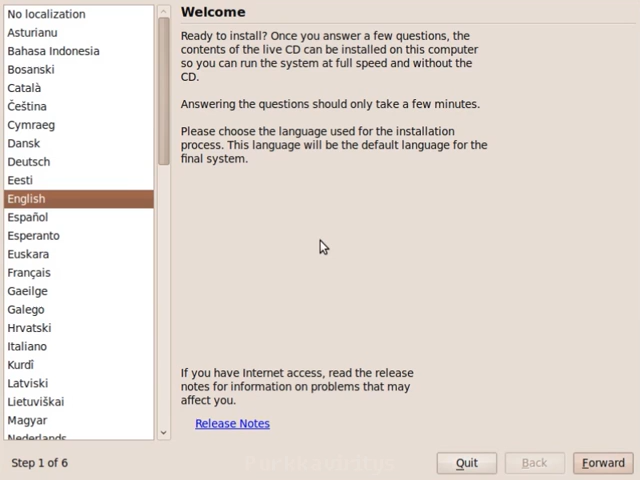 No localization
Asturianu
Bahasa Indonesia
Bosanski
Català
Čeština
Cymraeg
Dansk
Deutsch
Eesti
English
Español
Esperanto
Euskara
Français
Gaeilge
Galego
Hrvatski
Italiano
Kurdî
Latviski
Lietuviškai
Magyar
Nederlands
Welcome
Ready to install? Once you answer a few questions, the
contents of the live CD can be installed on this computer
so you can run the system at full speed and without the
CD.
Answering the questions should only take a few minutes.
Please choose the language used for the installation
process. This language will be the default language for the
final system.
If you have Internet access, read the release
notes for information on problems that may
affect you.
Release Notes
Step 1 of 6
Quit
Back
Forward